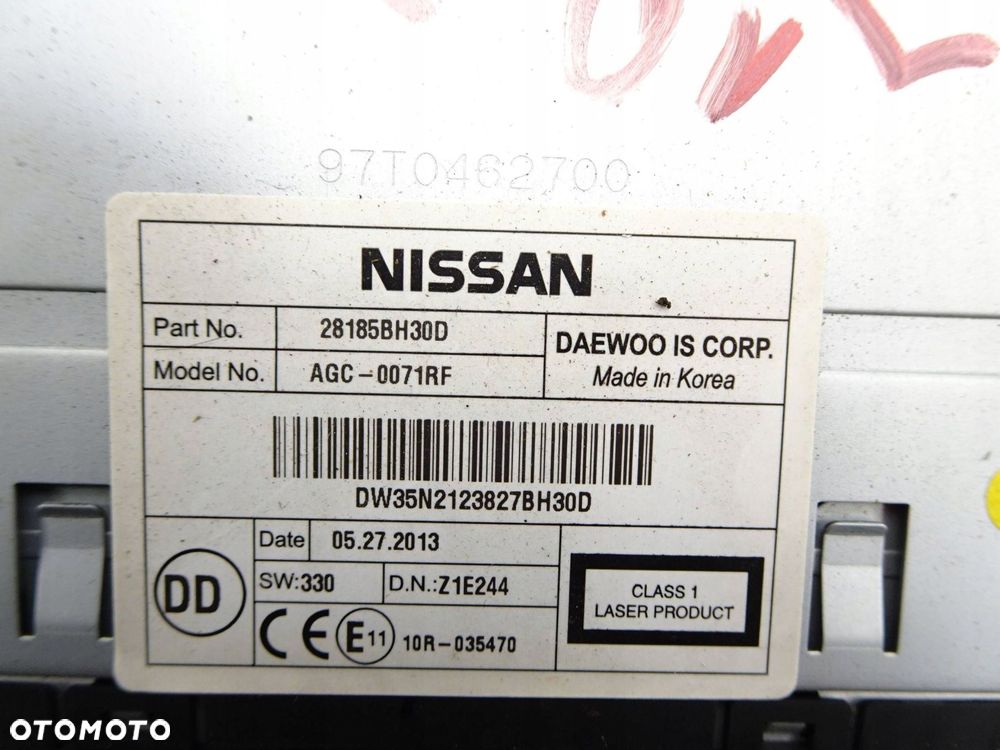 97T0462700
NISSAN
Part No. 28185BH30D
Model No. AGC-0071RF
DAEWOO IS CORP.
Made in Korea
DW35N2123827BH30D
DD
Date 05.27.2013
SW:330 D.N.:Z1E244
CE E11 10R-035470
CLASS 1
LASER PRODUCT
OTOMOTO